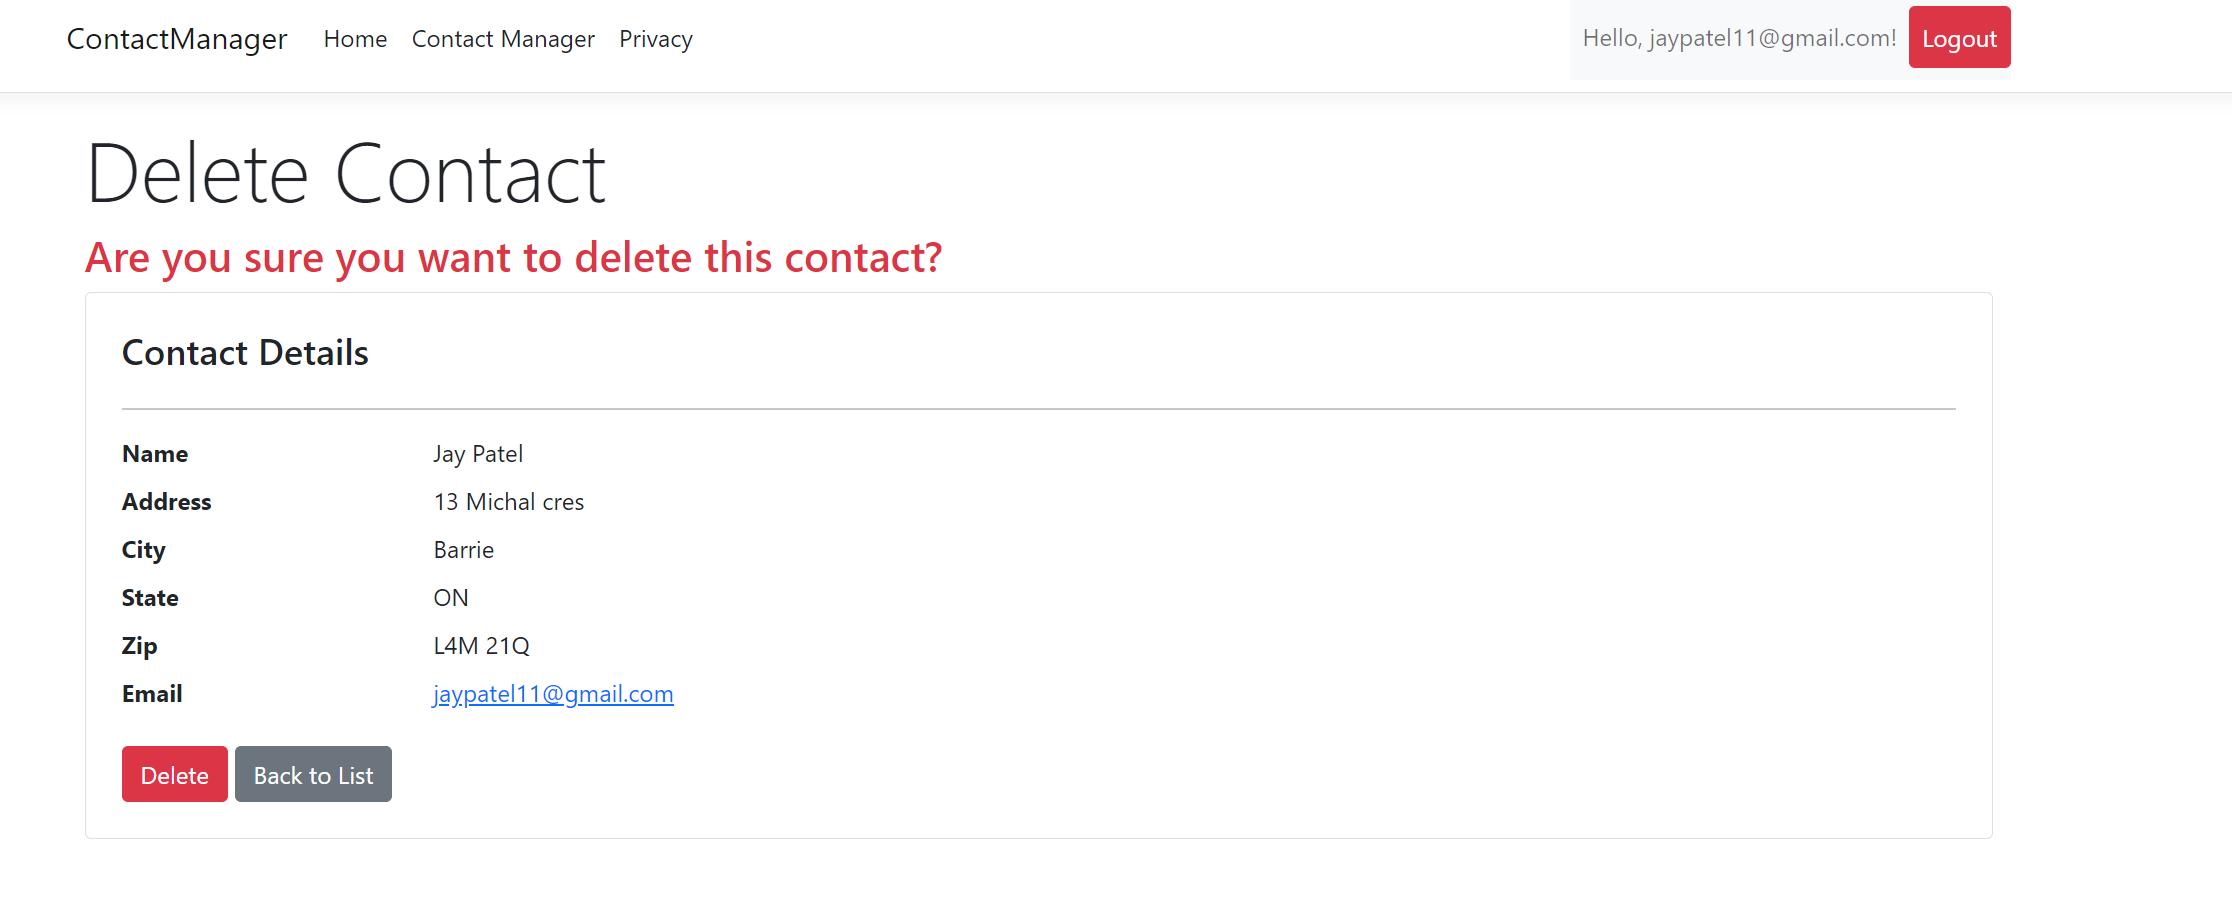 ContactManager Home Contact Manager Privacy Hello, jaypatel11@gmail.com! Logout
Delete Contact
Are you sure you want to delete this contact?
Contact Details
Name Jay Patel
Address 13 Michal cres
City Barrie
State ON
Zip L4M 21Q
Email jaypatel11@gmail.com
Delete Back to List